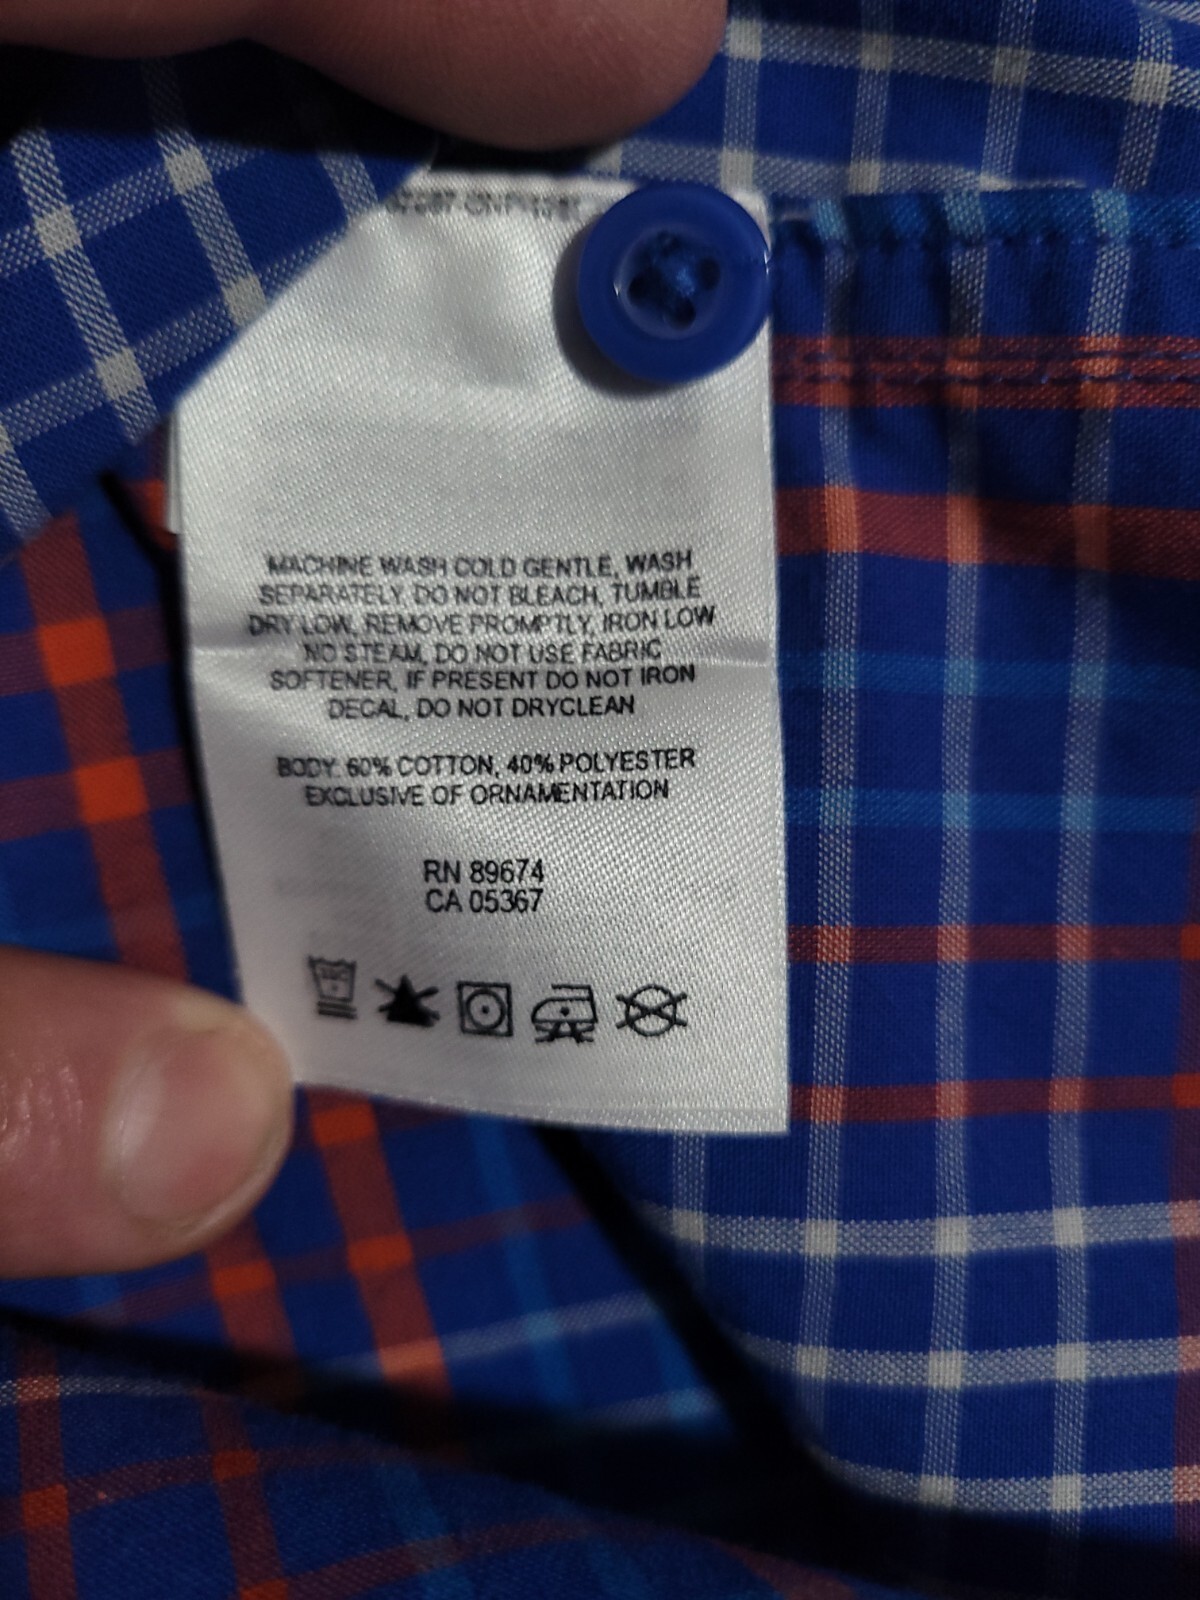 MACHINE WASH COLD GENTLE, WASH
SEPARATELY, DO NOT BLEACH, TUMBLE
DRY LOW, REMOVE PROMPTLY, IRON LOW
NO STEAM, DO NOT USE FABRIC
SOFTENER, IF PRESENT DO NOT IRON
DECAL, DO NOT DRYCLEAN
BODY: 60% COTTON, 40% POLYESTER
EXCLUSIVE OF ORNAMENTATION
RN 89674
CA 05367